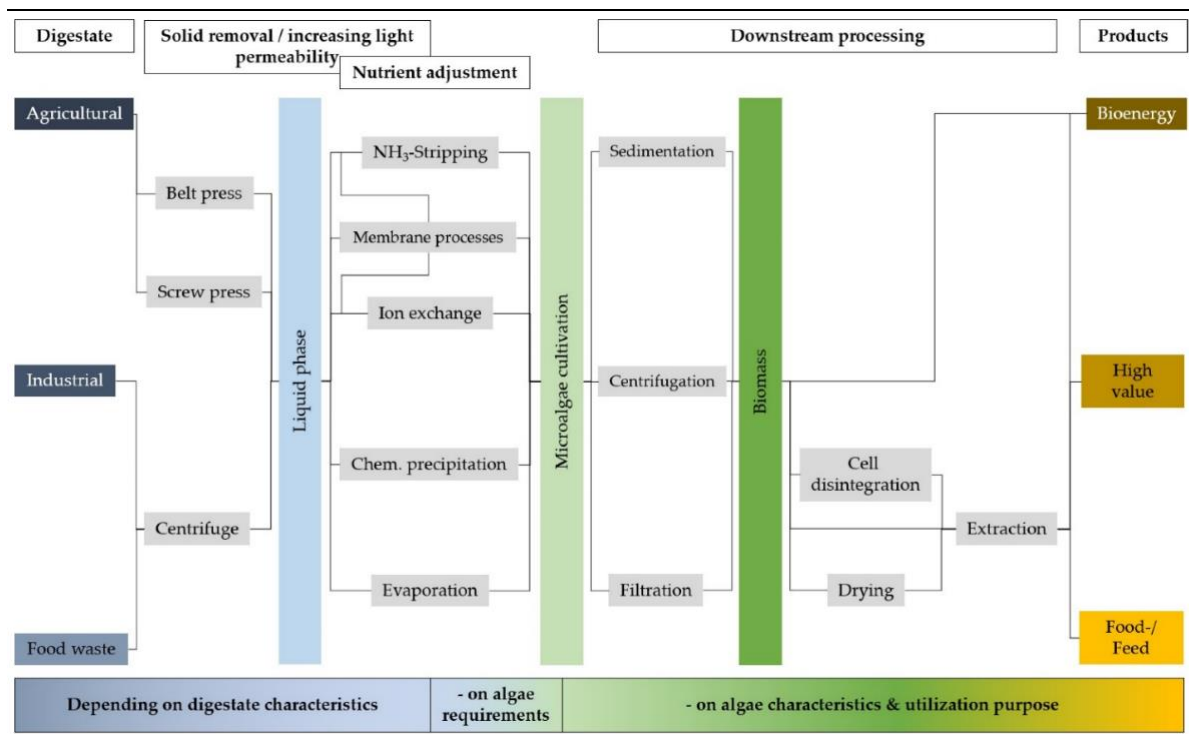 Digestate
Solid removal / increasing light
permeability
Nutrient adjustment
Downstream processing
Products
Agricultural
Industrial
Food waste
Belt press
Screw press
Centrifuge
Liquid phase
NH₃-Stripping
Membrane processes
Ion exchange
Chem. precipitation
Evaporation
Microalgae cultivation
Sedimentation
Centrifugation
Filtration
Biomass
Cell
disintegration
Drying
Extraction
Bioenergy
High
value
Food-/
Feed
Depending on digestate characteristics
- on algae
requirements
- on algae characteristics & utilization purpose